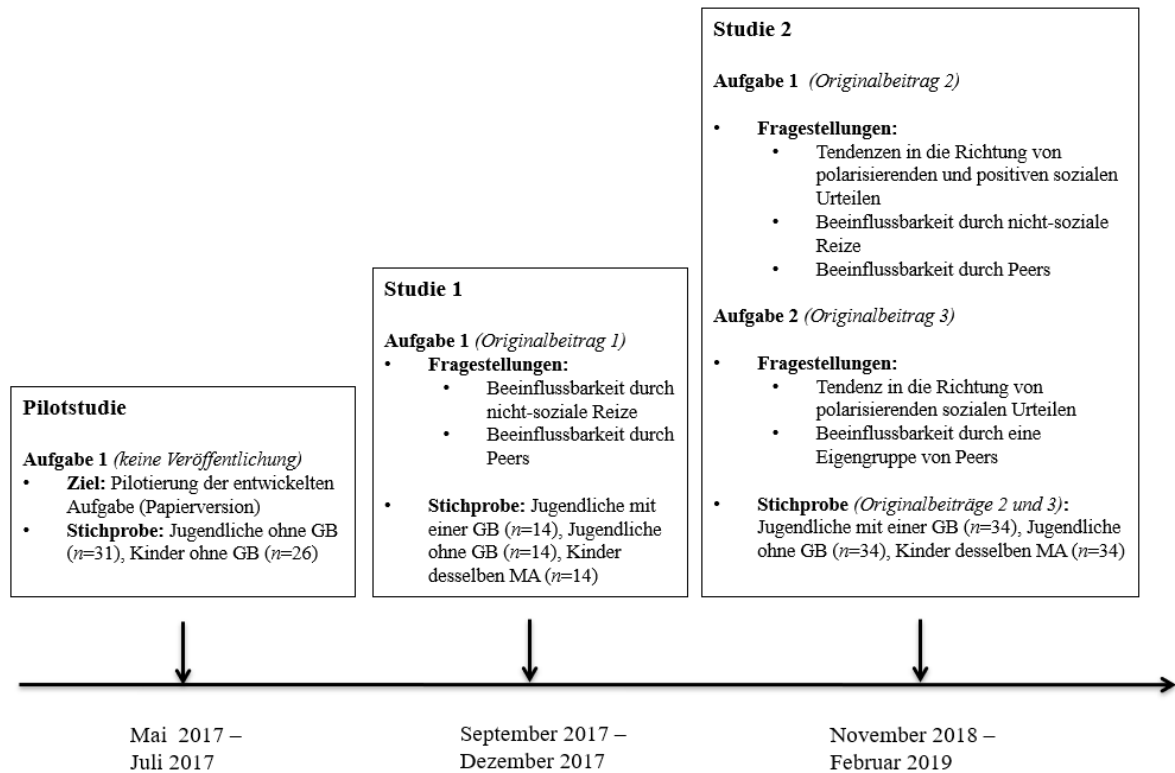 Pilotstudie
Aufgabe 1 (keine Veröffentlichung)
• Ziel: Pilotierung der entwickelten
Aufgabe (Papierversion)
• Stichprobe: Jugendliche ohne GB
(n=31), Kinder ohne GB (n=26)
Studie 1
Aufgabe 1 (Originalbeitrag 1)
• Fragestellungen:
• Beeinflussbarkeit durch
nicht-soziale Reize
• Beeinflussbarkeit durch
Peers
• Stichprobe: Jugendliche mit
einer GB (n=14), Jugendliche
ohne GB (n=14), Kinder
desselben MA (n=14)
Studie 2
Aufgabe 1 (Originalbeitrag 2)
• Fragestellungen:
• Tendenzen in die Richtung von
polarisierenden und positiven sozialen
Urteilen
• Beeinflussbarkeit durch nicht-soziale
Reize
• Beeinflussbarkeit durch Peers
Aufgabe 2 (Originalbeitrag 3)
• Fragestellungen:
• Tendenz in die Richtung von
polarisierenden sozialen Urteilen
• Beeinflussbarkeit durch eine
Eigengruppe von Peers
• Stichprobe (Originalbeiträge 2 und 3):
Jugendliche mit einer GB (n=34), Jugendliche
ohne GB (n=34), Kinder desselben MA (n=34)
Mai 2017 –
Juli 2017
September 2017 –
Dezember 2017
November 2018 –
Februar 2019